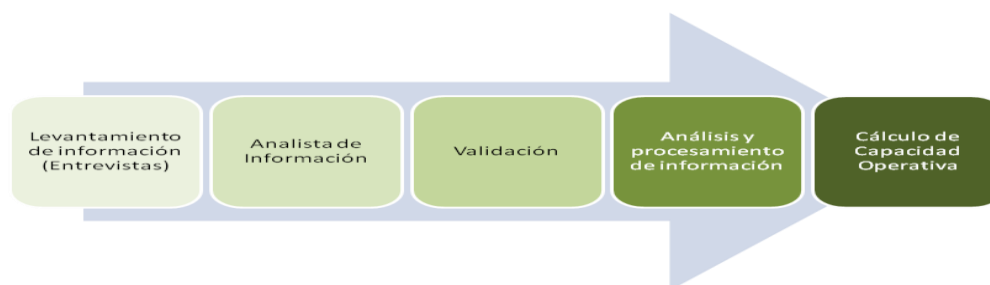 Levantamiento
de información
(Entrevistas)
Analista de
Información
Validación
Análisis y
procesamiento
de información
Cálculo de
Capacidad
Operativa